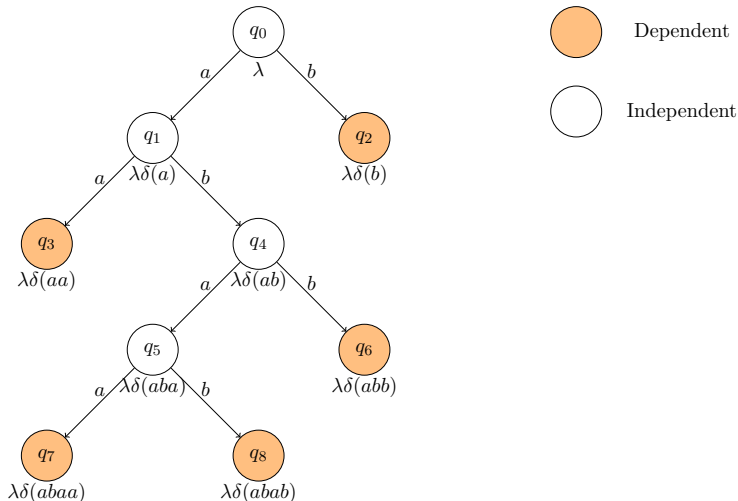 q0
λ
a
b
q1
λδ(a)
q2
λδ(b)
a
b
q3
λδ(aa)
q4
λδ(ab)
a
b
q5
λδ(aba)
q6
λδ(abb)
a
b
q7
λδ(abaa)
q8
λδ(abab)
Dependent
Independent